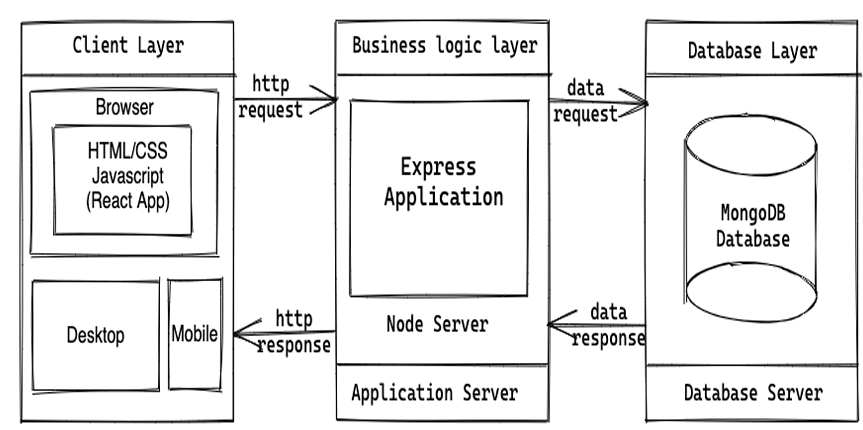 Client Layer
Browser
HTML/CSS
Javascript
(React App)
Desktop
Mobile
http
request
http
response
Business logic layer
Express
Application
Node Server
Application Server
data
request
data
response
Database Layer
MongoDB
Database
Database Server